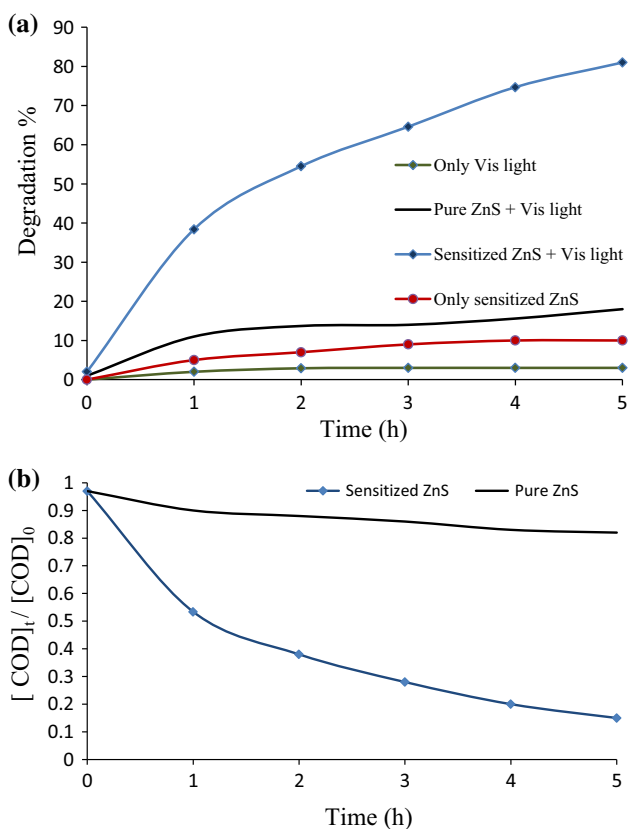 (a)
90
80
70
60
50
40
30
20
10
0
Degradation %
Only Vis light
Pure ZnS + Vis light
Sensitized ZnS + Vis light
Only sensitized ZnS
0 1 2 3 4 5
Time (h)
(b)
1
0.9
0.8
0.7
0.6
0.5
0.4
0.3
0.2
0.1
0
[ COD]t / [COD]0
Sensitized ZnS Pure ZnS
0 1 2 3 4 5
Time (h)